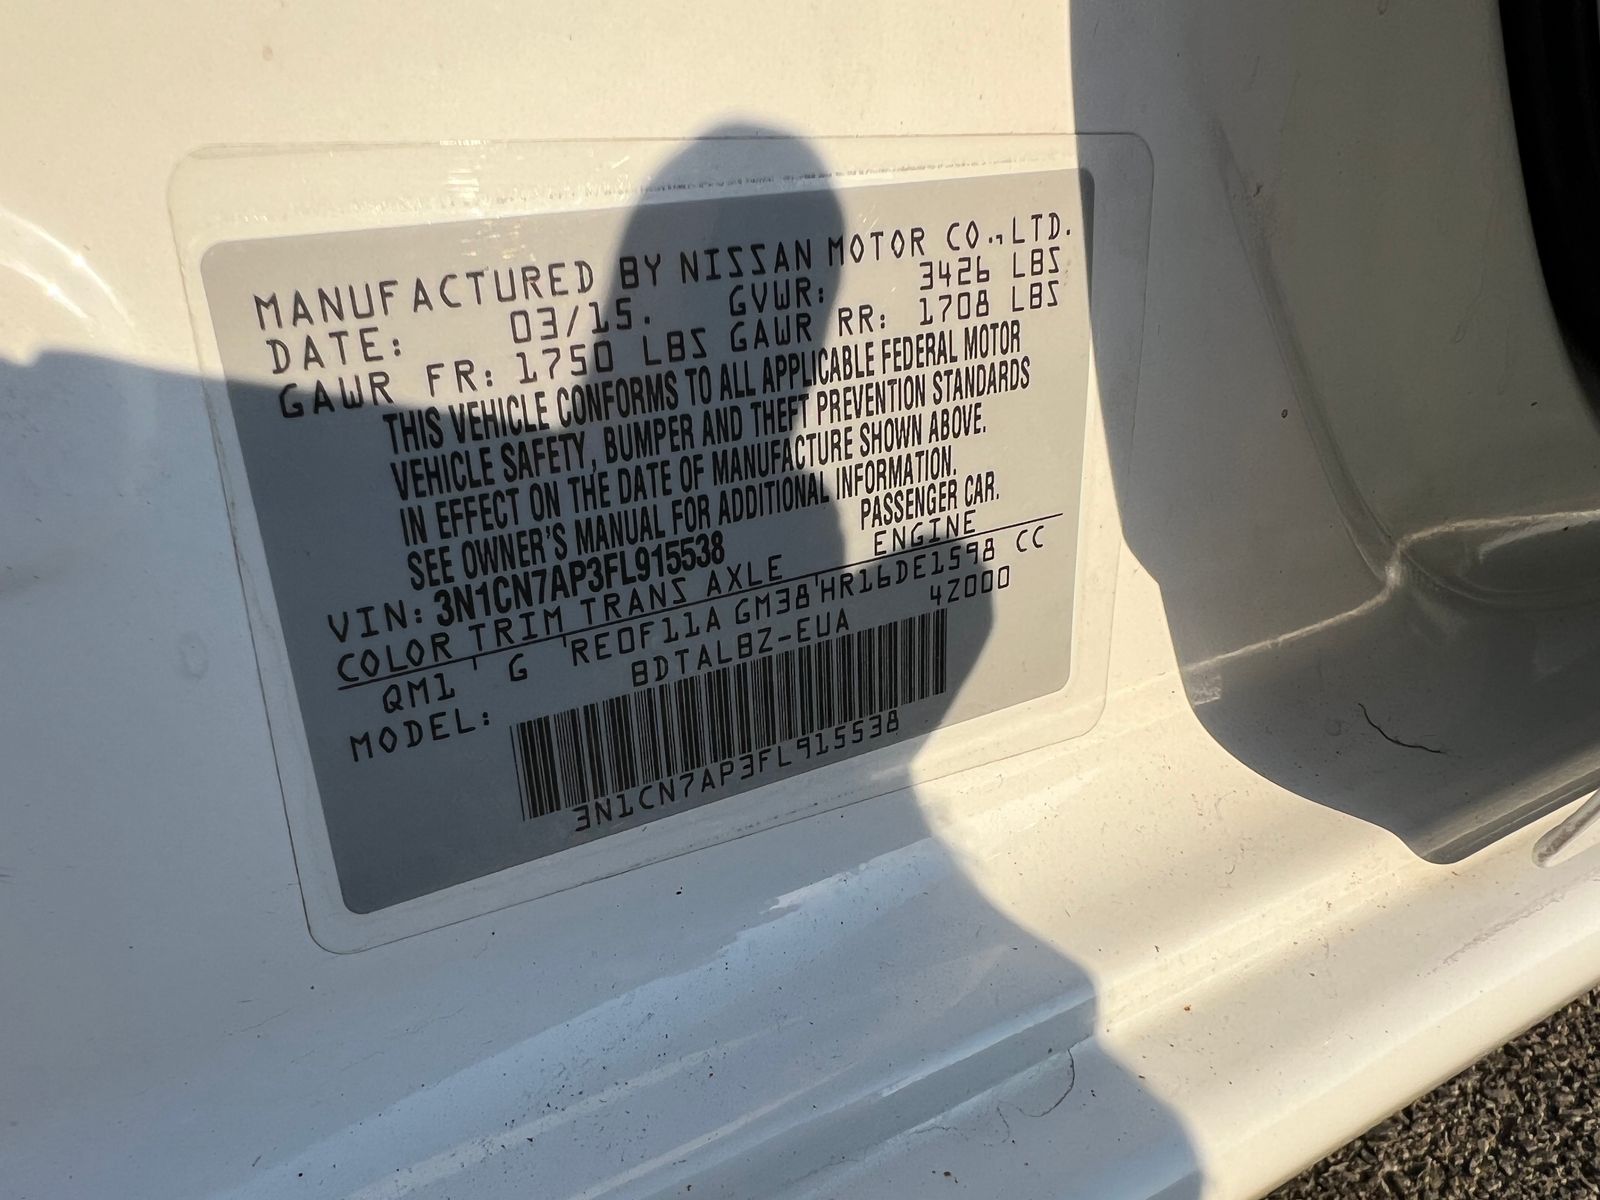 MANUFACTURED BY NISSAN MOTOR CO., LTD.
DATE: 03/15. GVWR: 3426 LBS
GAWR FR: 1750 LBS GAWR RR: 1708 LBS
THIS VEHICLE CONFORMS TO ALL APPLICABLE FEDERAL MOTOR
VEHICLE SAFETY, BUMPER AND THEFT PREVENTION STANDARDS
IN EFFECT ON THE DATE OF MANUFACTURE SHOWN ABOVE.
SEE OWNER'S MANUAL FOR ADDITIONAL INFORMATION.
VIN: 3N1CN7AP3FL915538 PASSENGER CAR.
COLOR TRIM TRANS AXLE ENGINE
QM1 G RE0F11A GM38 HR16DE1598 CC
MODEL: BDTALBZ-EUA 4Z000
3N1CN7AP3FL915538